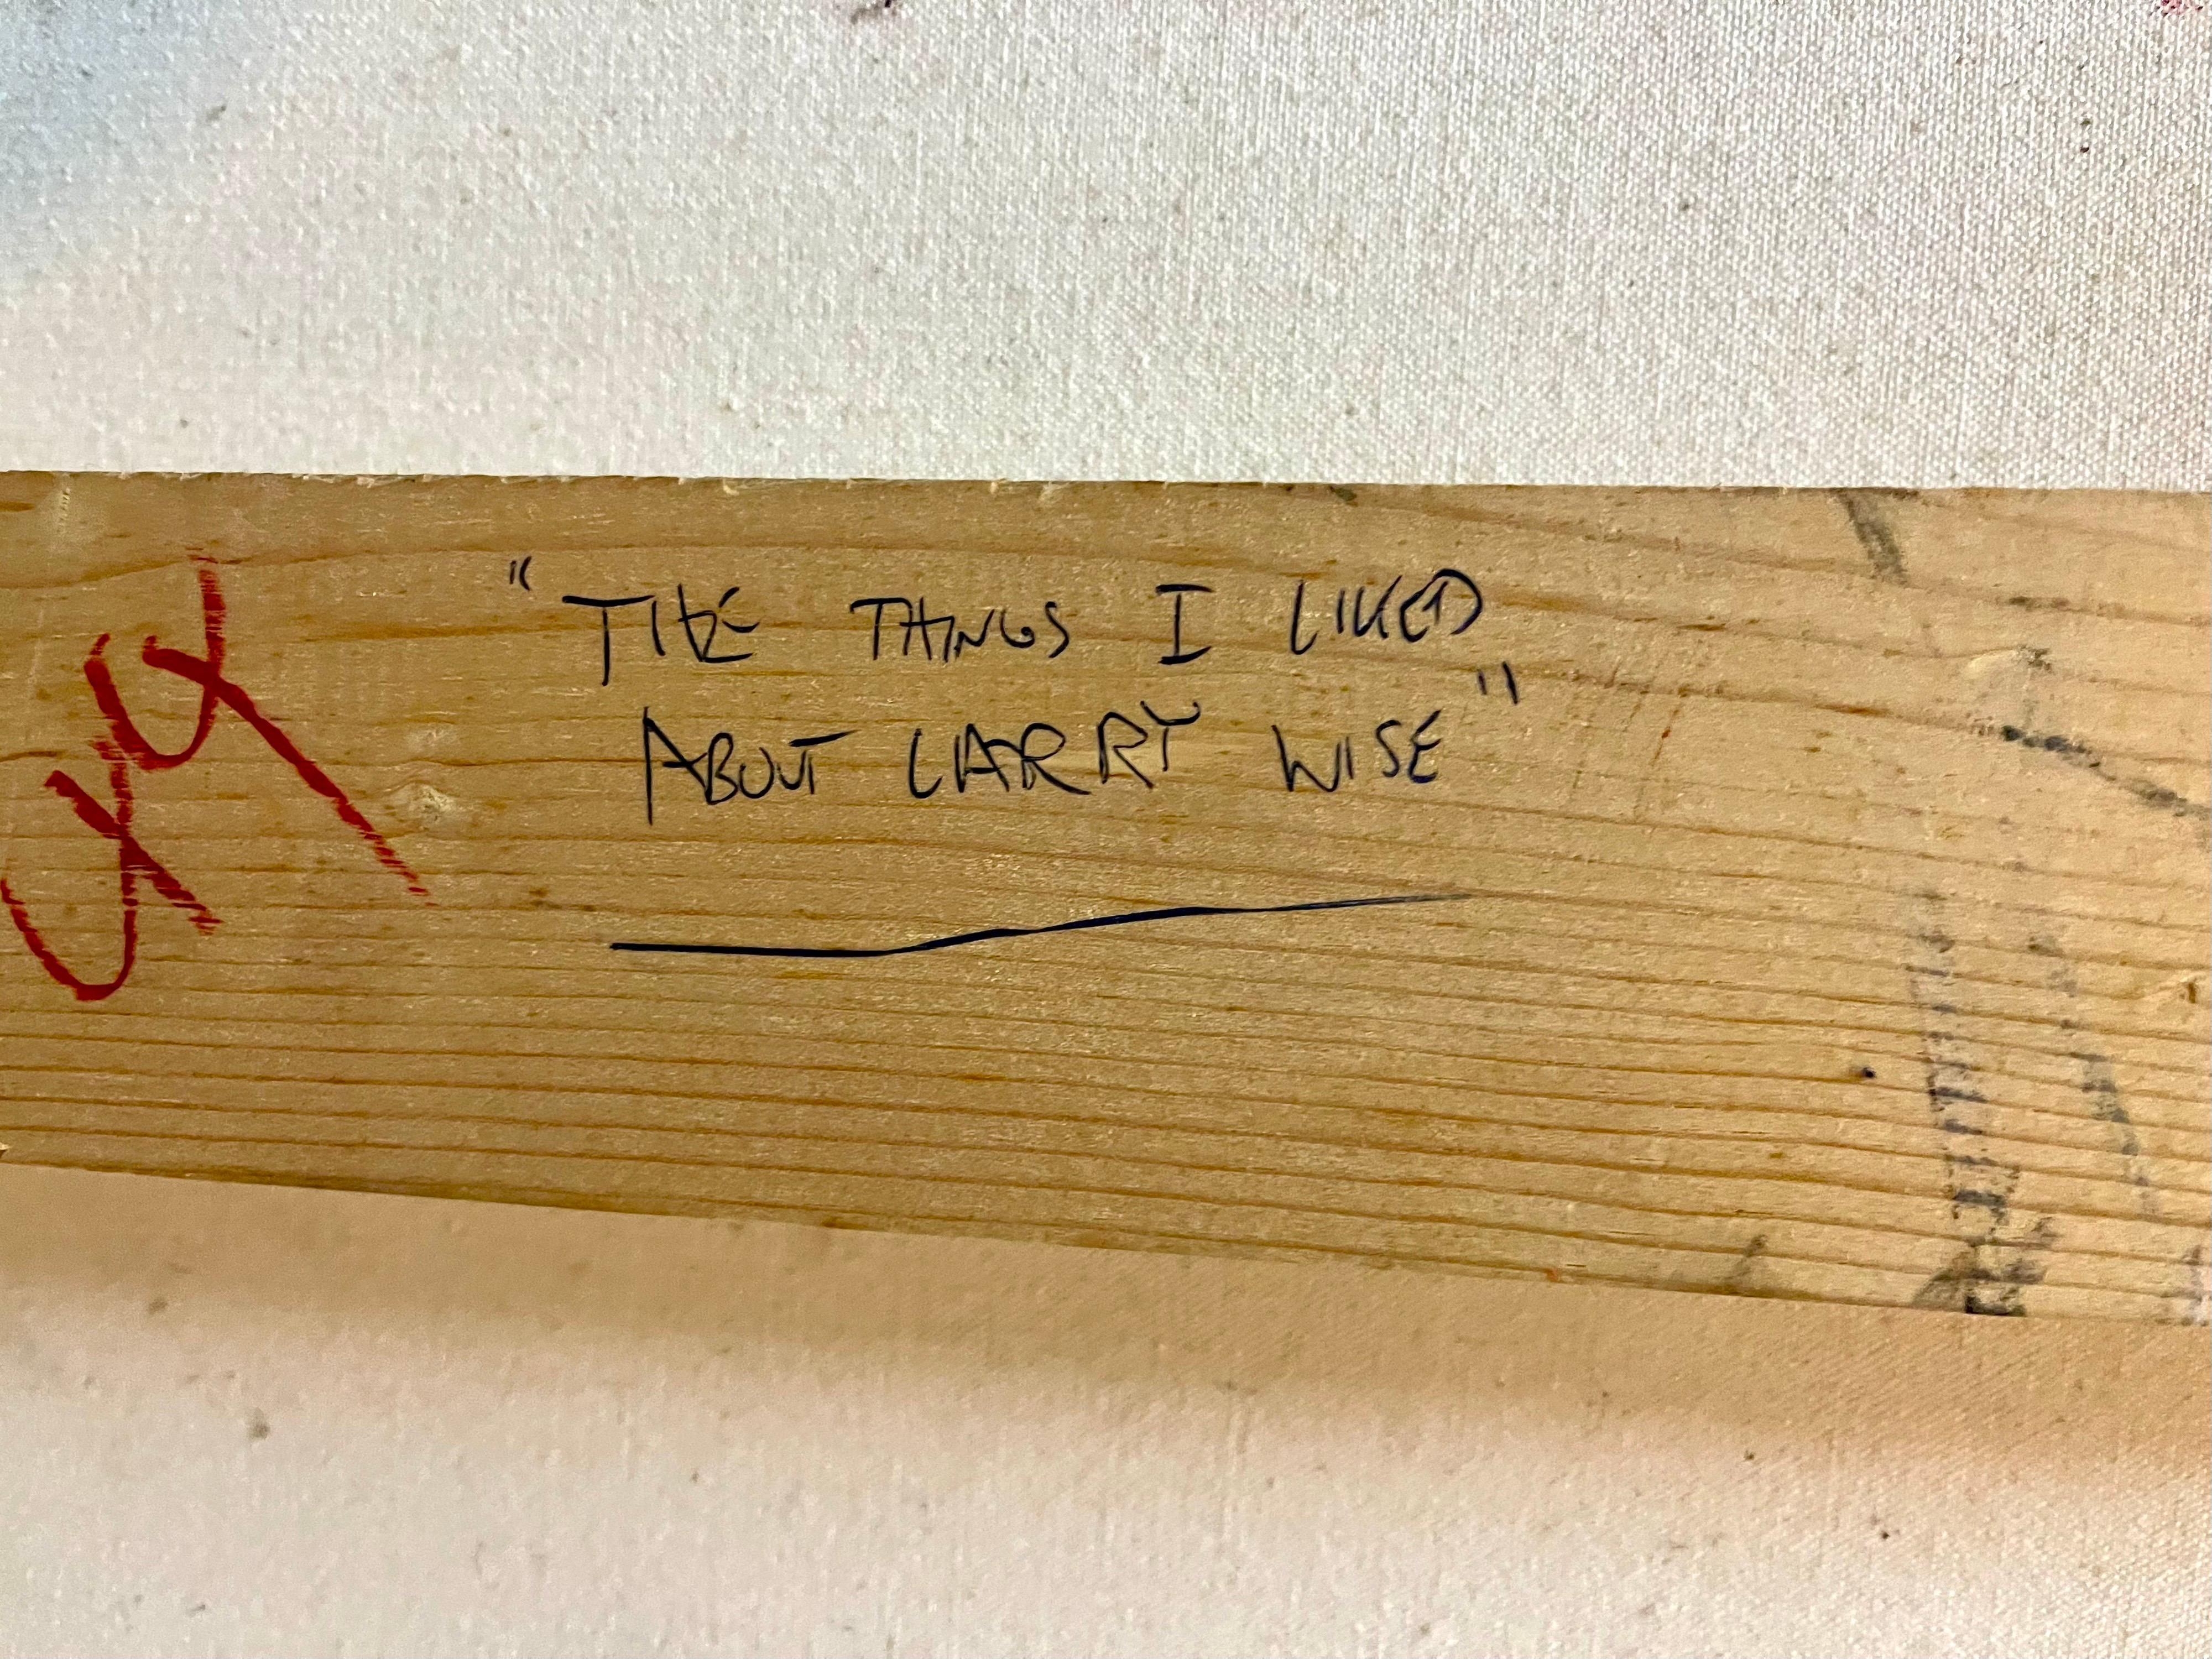 "THE THINGS I LIKED
ABOUT LARRY WISE"